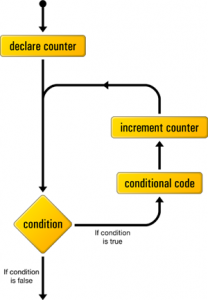 declare counter
increment counter
conditional code
condition
If condition
is true
If condition
is false